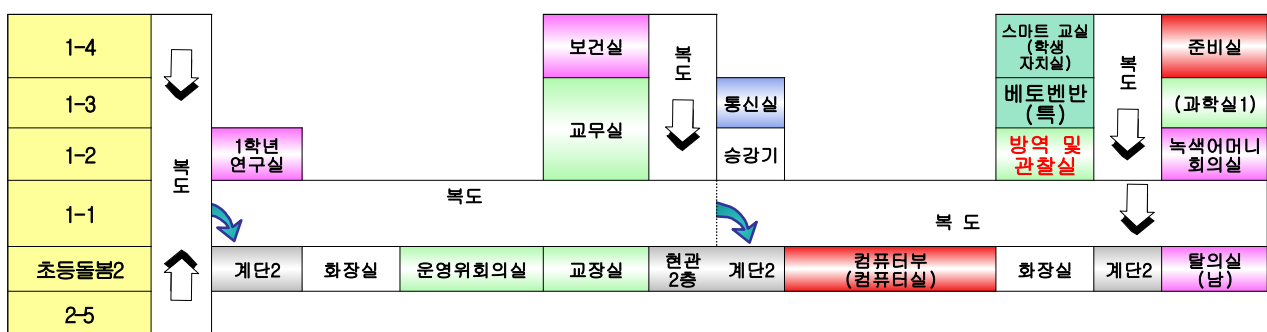 1-4
보건실
복
도
스마트 교실
(학생
자치실)
복
도
준비실
1-3
교무실
통신실
베토벤반
(특)
(과학실1)
1-2
복
도
1학년
연구실
승강기
방역 및
관찰실
녹색어머니
회의실
1-1
복도
복 도
초등돌봄2
계단2
화장실
운영위회의실
교장실
현관
2층
계단2
컴퓨터부
(컴퓨터실)
화장실
계단2
탈의실
(남)
2-5